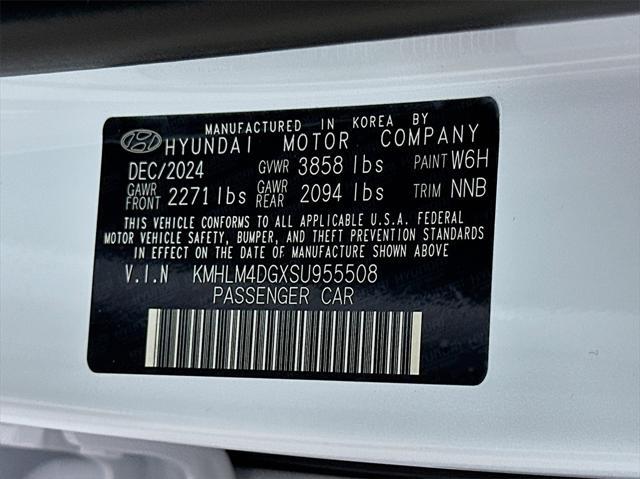 MANUFACTURED IN KOREA BY
HYUNDAI MOTOR COMPANY
DEC/2024 GVWR 3858 lbs PAINT W6H
GAWR FRONT 2271 lbs GAWR REAR 2094 lbs TRIM NNB
THIS VEHICLE CONFORMS TO ALL APPLICABLE U.S.A. FEDERAL
MOTOR VEHICLE SAFETY, BUMPER, AND THEFT PREVENTION STANDARDS
IN EFFECT ON THE DATE OF MANUFACTURE SHOWN ABOVE
V.I.N KMHLM4DGXSU955508
PASSENGER CAR